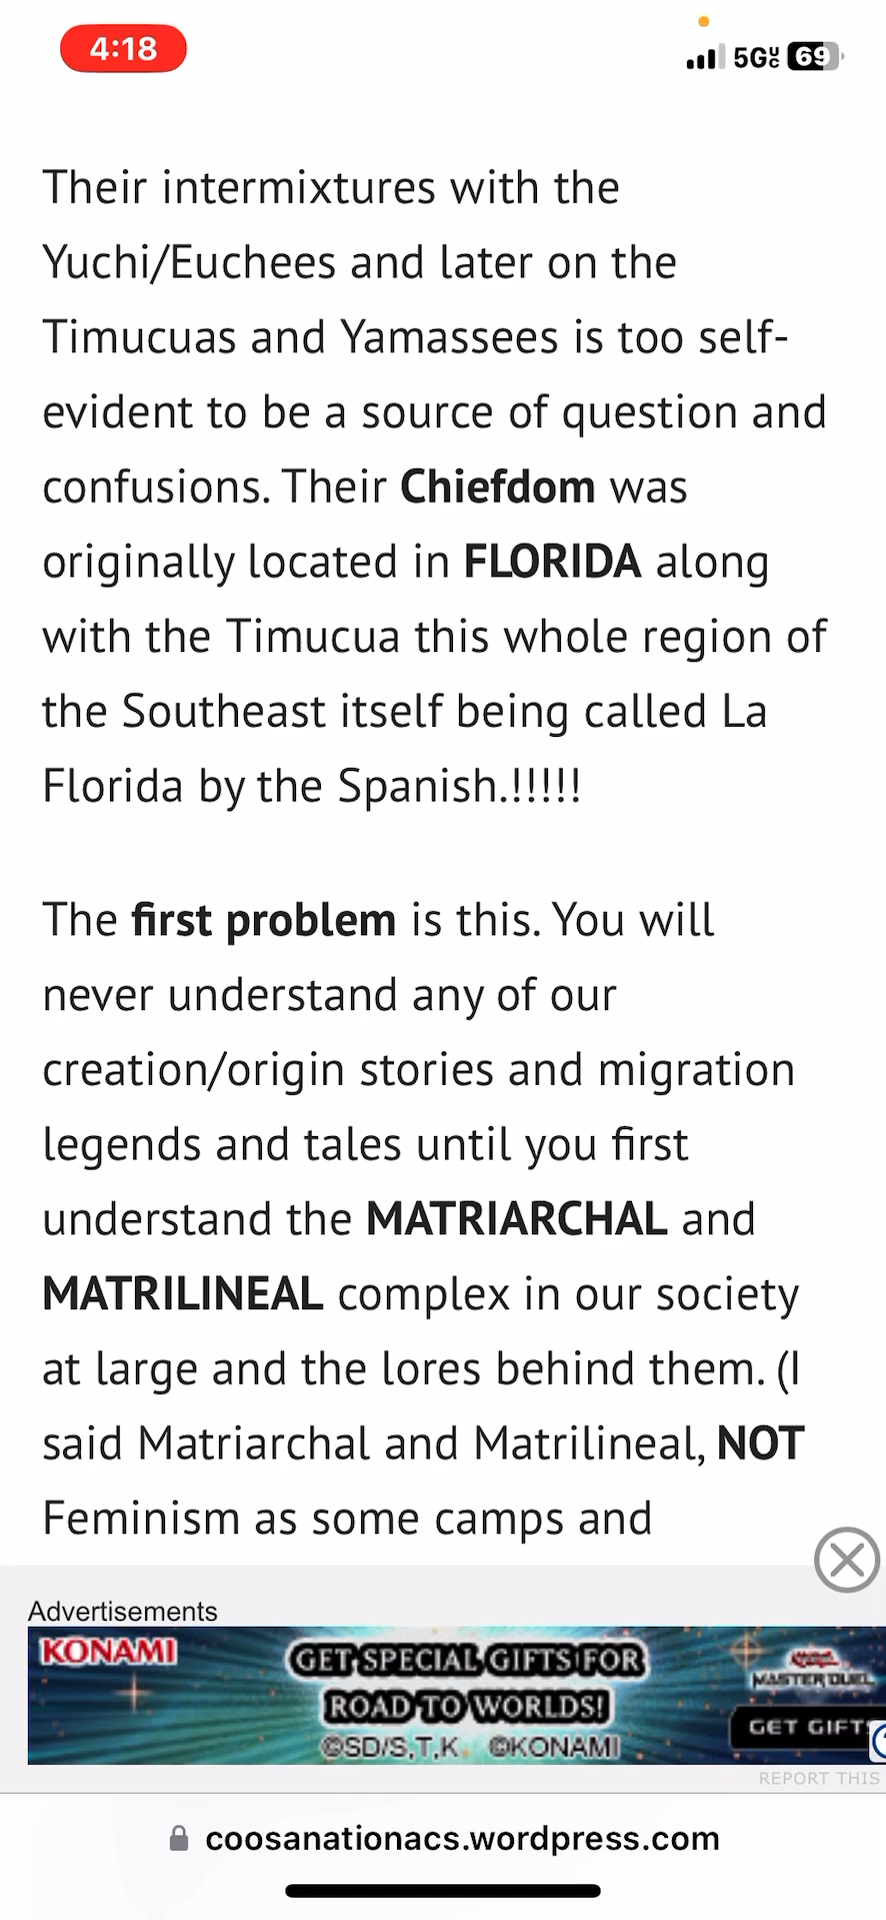 4:18
5G UC 69
Their intermixtures with the
Yuchi/Euchees and later on the
Timucuas and Yamassees is too self-
evident to be a source of question and
confusions. Their Chiefdom was
originally located in FLORIDA along
with the Timucua this whole region of
the Southeast itself being called La
Florida by the Spanish.!!!!!
The first problem is this. You will
never understand any of our
creation/origin stories and migration
legends and tales until you first
understand the MATRIARCHAL and
MATRILINEAL complex in our society
at large and the lores behind them. (I
said Matriarchal and Matrilineal, NOT
Feminism as some camps and
Advertisements
KONAMI
GET SPECIAL GIFTS FOR
ROAD TO WORLDS!
©SD/S,T,K ©KONAMI
MASTER DUEL
GET GIFT
REPORT THIS
coosanationacs.wordpress.com